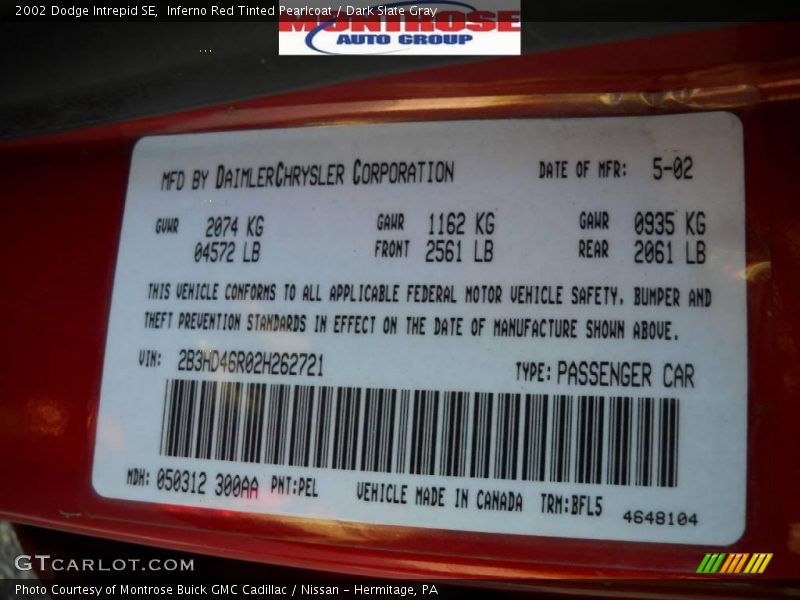 2002 Dodge Intrepid SE,  Inferno Red Tinted Pearlcoat / Dark Slate Gray
MONTROSE
AUTO GROUP
MFD BY DAIMLERCHRYSLER CORPORATION DATE OF MFR: 5-02
GVWR 2074 KG GAWR 1162 KG GAWR 0935 KG
04572 LB FRONT 2561 LB REAR 2061 LB
THIS VEHICLE CONFORMS TO ALL APPLICABLE FEDERAL MOTOR VEHICLE SAFETY, BUMPER AND
THEFT PREVENTION STANDARDS IN EFFECT ON THE DATE OF MANUFACTURE SHOWN ABOVE.
VIN: 2B3HD46R02H262721 TYPE: PASSENGER CAR
MDH: 050312 300AA PNT:PEL VEHICLE MADE IN CANADA TRM:BFL5 4648104
GTCARLOT.COM
Photo Courtesy of Montrose Buick GMC Cadillac / Nissan - Hermitage, PA